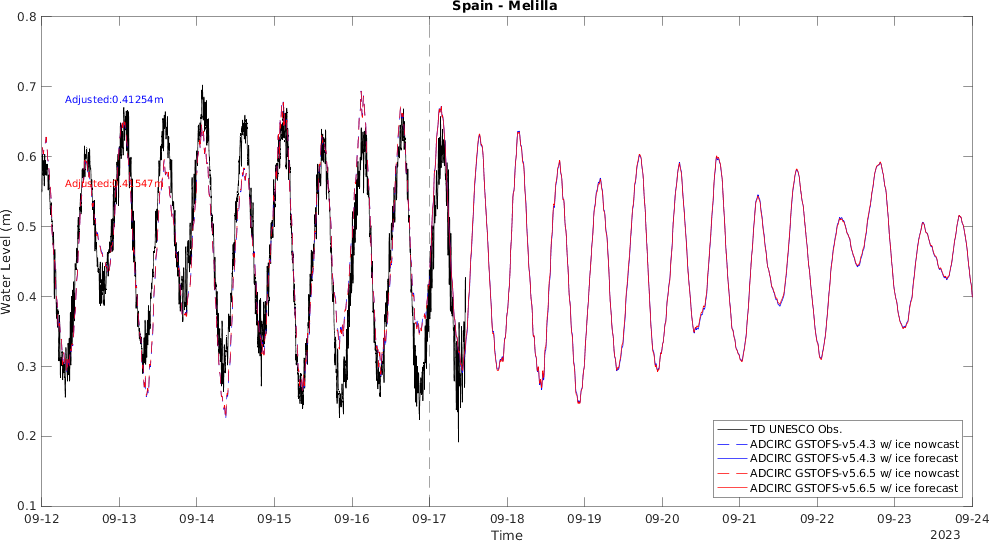 Spain - Melilla
Water Level (m)
0.8
0.7
0.6
0.5
0.4
0.3
0.2
0.1
Adjusted:0.41254m
TD UNESCO Obs.
ADCIRC GSTOFS-v5.4.3 w/ ice nowcast
ADCIRC GSTOFS-v5.4.3 w/ ice forecast
ADCIRC GSTOFS-v5.6.5 w/ ice nowcast
ADCIRC GSTOFS-v5.6.5 w/ ice forecast
09-12 09-13 09-14 09-15 09-16 09-17 09-18 09-19 09-20 09-21 09-22 09-23 09-24
Time
2023